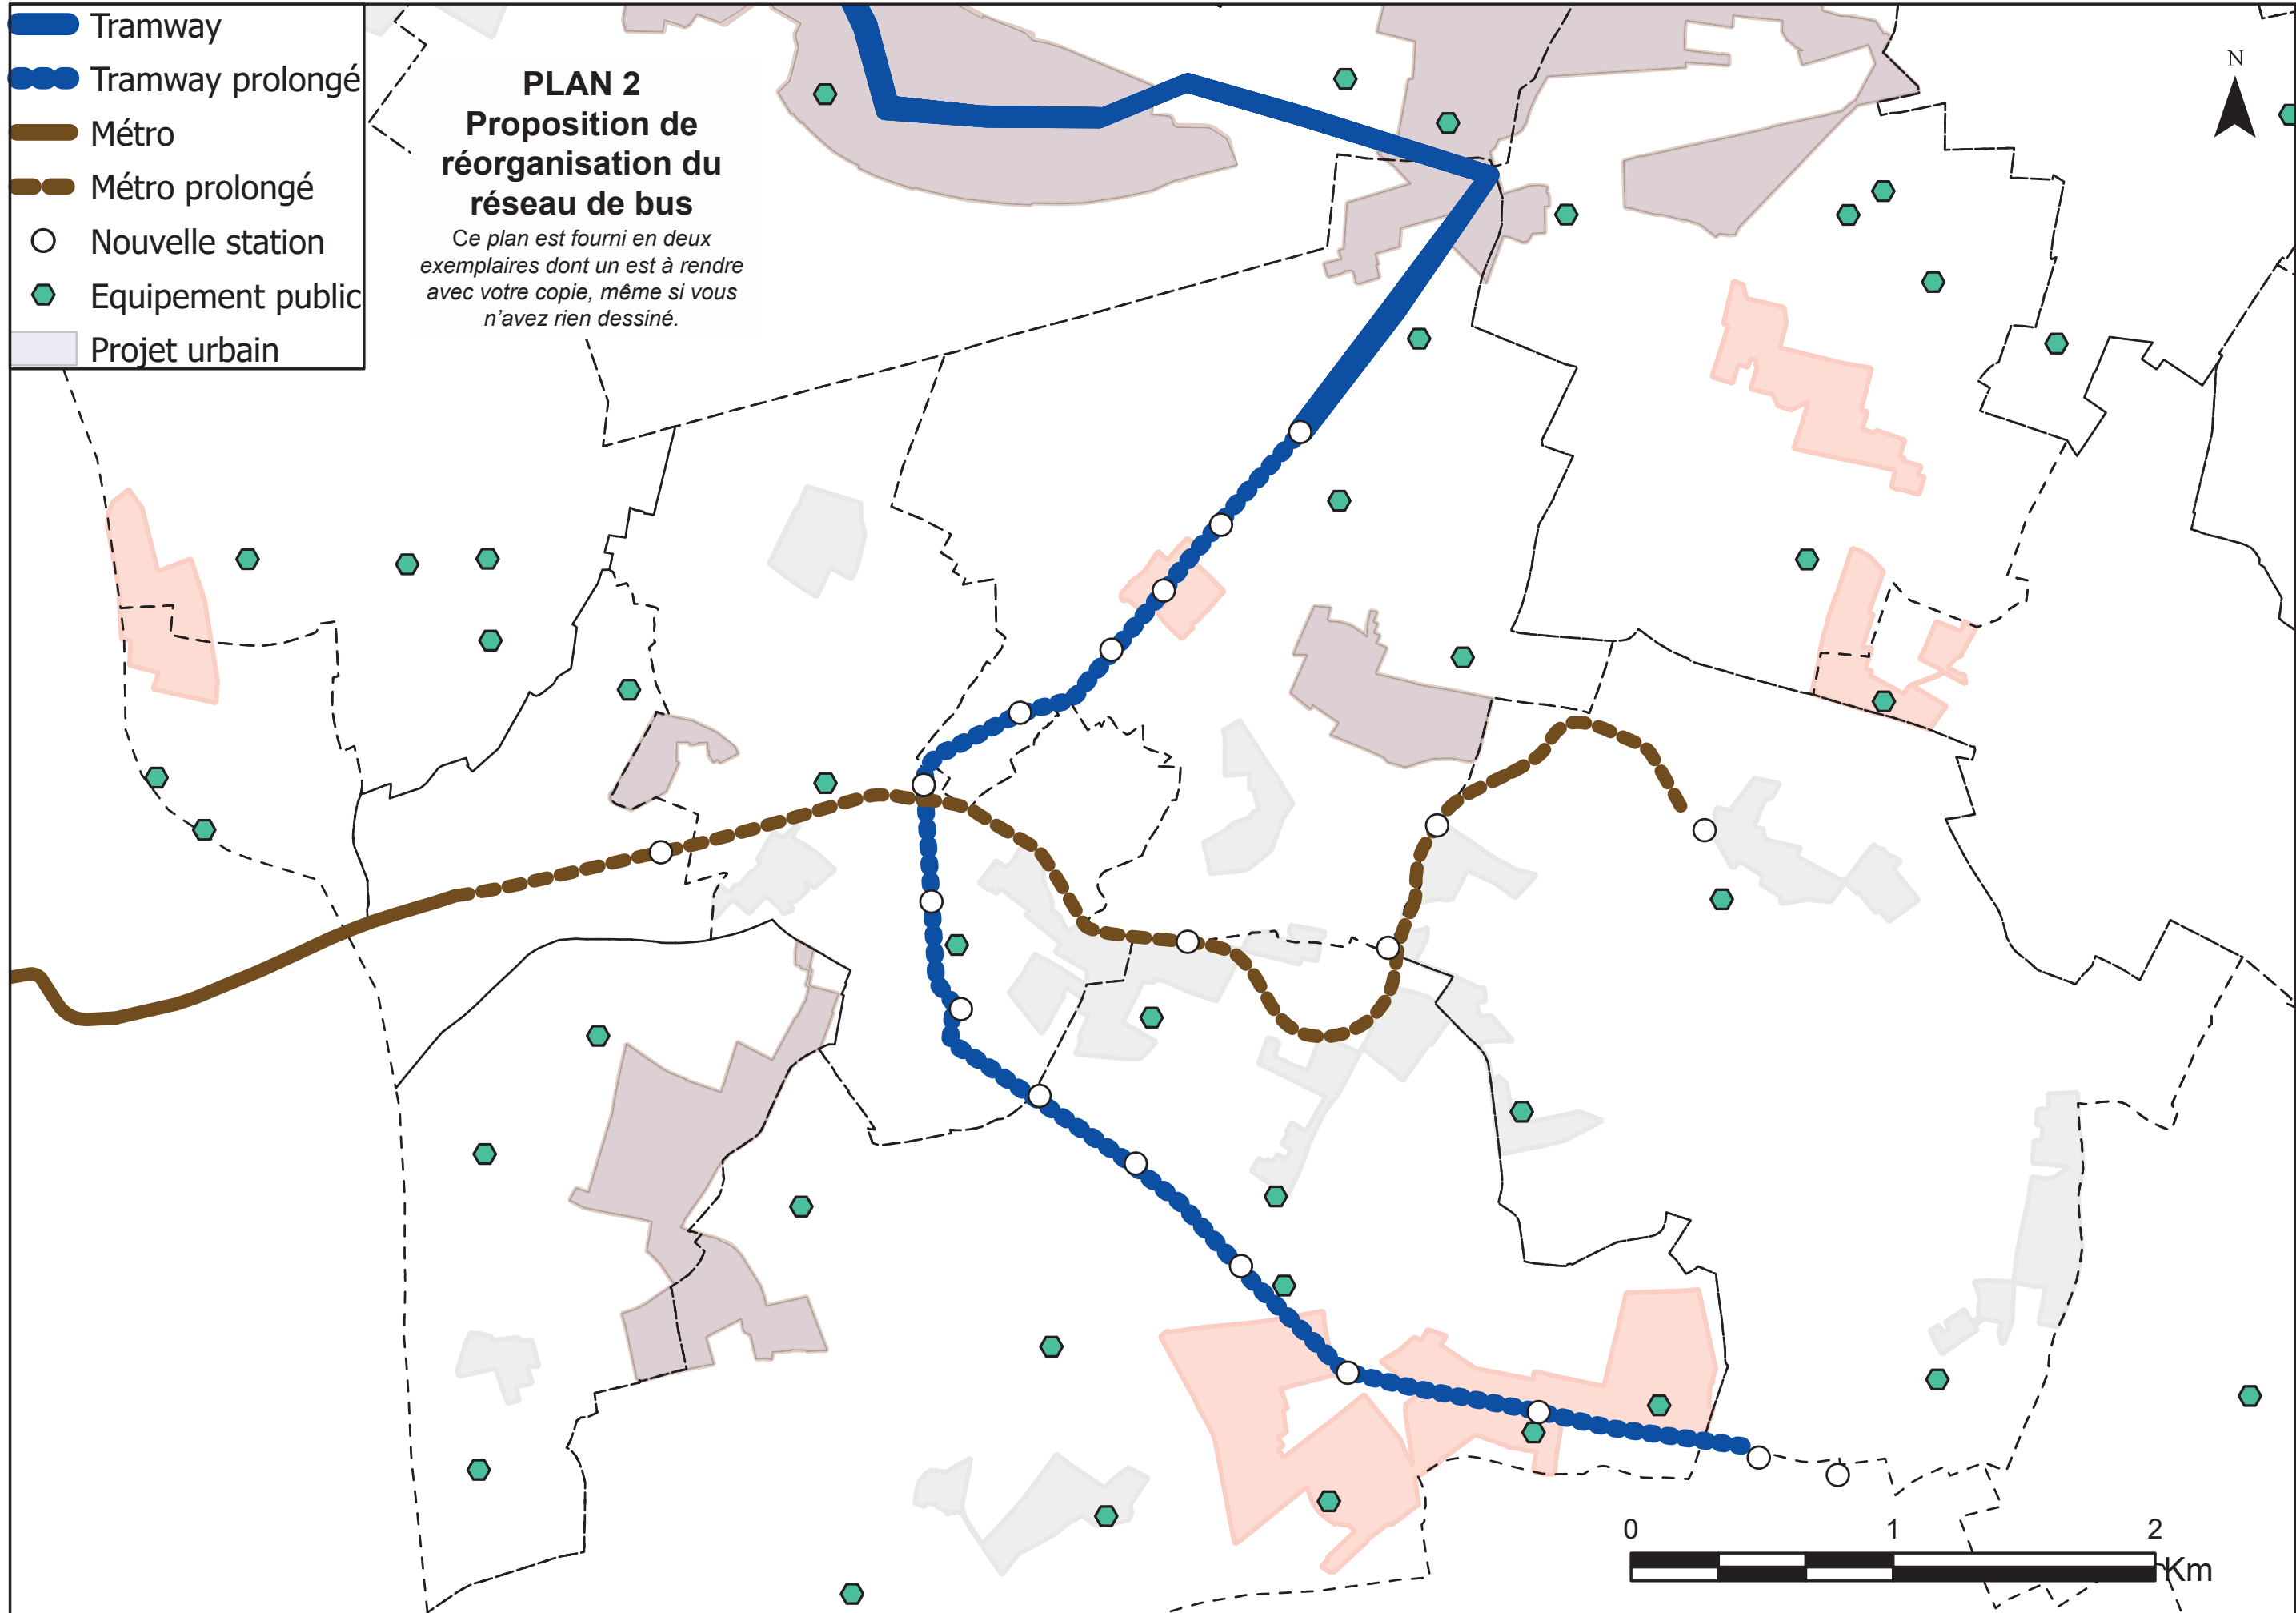 Tramway
Tramway prolongé
Métro
Métro prolongé
Nouvelle station
Equipement public
Projet urbain
PLAN 2
Proposition de
réorganisation du
réseau de bus
Ce plan est fourni en deux
exemplaires dont un est à rendre
avec votre copie, même si vous
n'avez rien dessiné.
N
0 1 2
Km